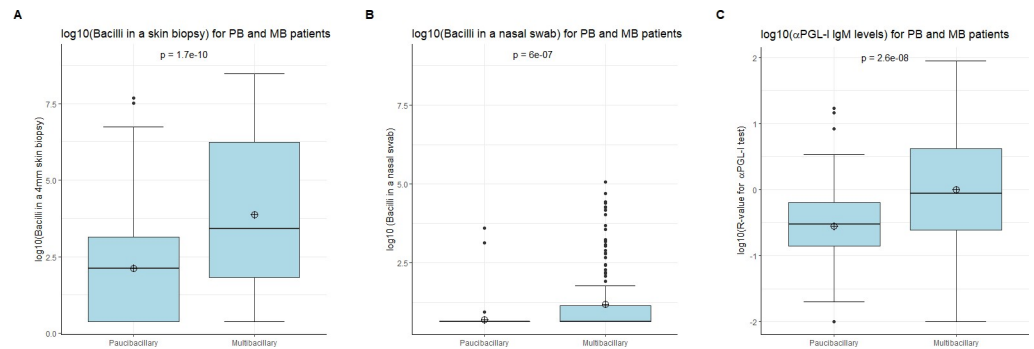 A
log10(Bacilli in a skin biopsy) for PB and MB patients
p = 1.7e-10
log10(Bacilli in a 4mm skin biopsy)
7.5
5.0
2.5
0.0
Paucibacillary
Multibacillary
B
log10(Bacilli in a nasal swab) for PB and MB patients
p = 6e-07
log10 (Bacilli in a nasal swab)
7.5
5.0
2.5
Paucibacillary
Multibacillary
C
log10(αPGL-I IgM levels) for PB and MB patients
p = 2.6e-08
log10(R-value for αPGL-I test)
2
1
0
-1
-2
Paucibacillary
Multibacillary